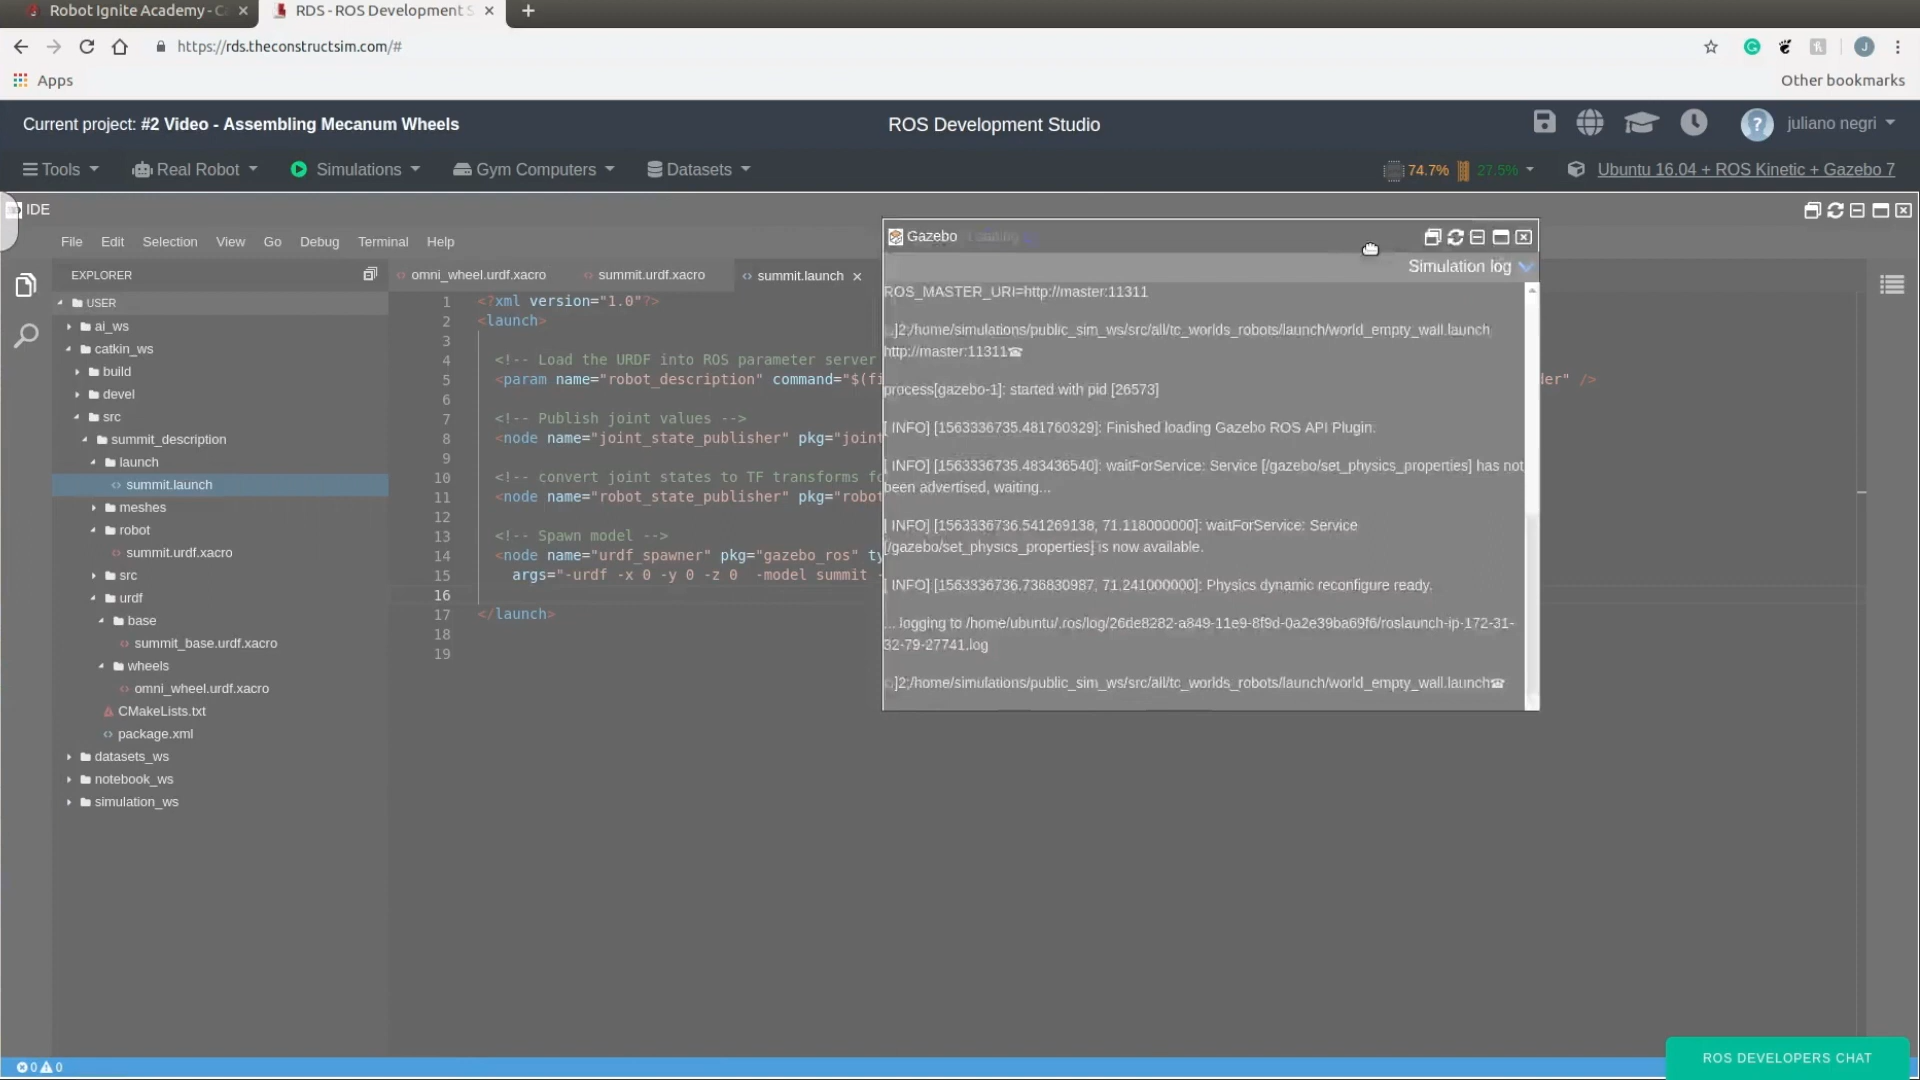 Robot Ignite Academy - C
RDS - ROS Development S
https://rds.theconstructsim.com/#
J
Apps
Other bookmarks
Current project: #2 Video - Assembling Mecanum Wheels
ROS Development Studio
juliano negri
Tools
Real Robot
Simulations
Gym Computers
Datasets
74.7%
27.5%
Ubuntu 16.04 + ROS Kinetic + Gazebo 7
IDE
File Edit Selection View Go Debug Terminal Help
EXPLORER
USER
ai_ws
catkin_ws
build
devel
src
summit_description
launch
summit.launch
meshes
robot
summit.urdf.xacro
src
urdf
base
summit_base.urdf.xacro
wheels
omni_wheel.urdf.xacro
CMakeLists.txt
package.xml
datasets_ws
notebook_ws
simulation_ws
omni_wheel.urdf.xacro
summit.urdf.xacro
summit.launch
1 <?xml version="1.0"?>
2 <launch>
3
4 <!-- Load the URDF into ROS parameter server
5 <param name="robot_description" command="$(fi
der" />
6
7 <!-- Publish joint values -->
8 <node name="joint_state_publisher" pkg="joint
9
10 <!-- convert joint states to TF transforms fo
11 <node name="robot_state_publisher" pkg="robot
12
13 <!-- Spawn model -->
14 <node name="urdf_spawner" pkg="gazebo_ros" ty
15 args="-urdf -x 0 -y 0 -z 0  -model summit -
16
17 </launch>
18
19
Gazebo Loading
Simulation log
ROS_MASTER_URI=http://master:11311
]2;/home/simulations/public_sim_ws/src/all/tc_worlds_robots/launch/world_empty_wall.launch
http://master:11311☎
process[gazebo-1]: started with pid [26573]
[ INFO] [1563336735.481760329]: Finished loading Gazebo ROS API Plugin.
[ INFO] [1563336735.483436540]: waitForService: Service [/gazebo/set_physics_properties] has not
been advertised, waiting...
[ INFO] [1563336736.541269138, 71.118000000]: waitForService: Service
[/gazebo/set_physics_properties] is now available.
[ INFO] [1563336736.736830987, 71.241000000]: Physics dynamic reconfigure ready.
... logging to /home/ubuntu/.ros/log/26de8282-a849-11e9-8f9d-0a2e39ba69f6/roslaunch-ip-172-31-
32-79-27741.log
]2;/home/simulations/public_sim_ws/src/all/tc_worlds_robots/launch/world_empty_wall.launch☎
0 0
ROS DEVELOPERS CHAT